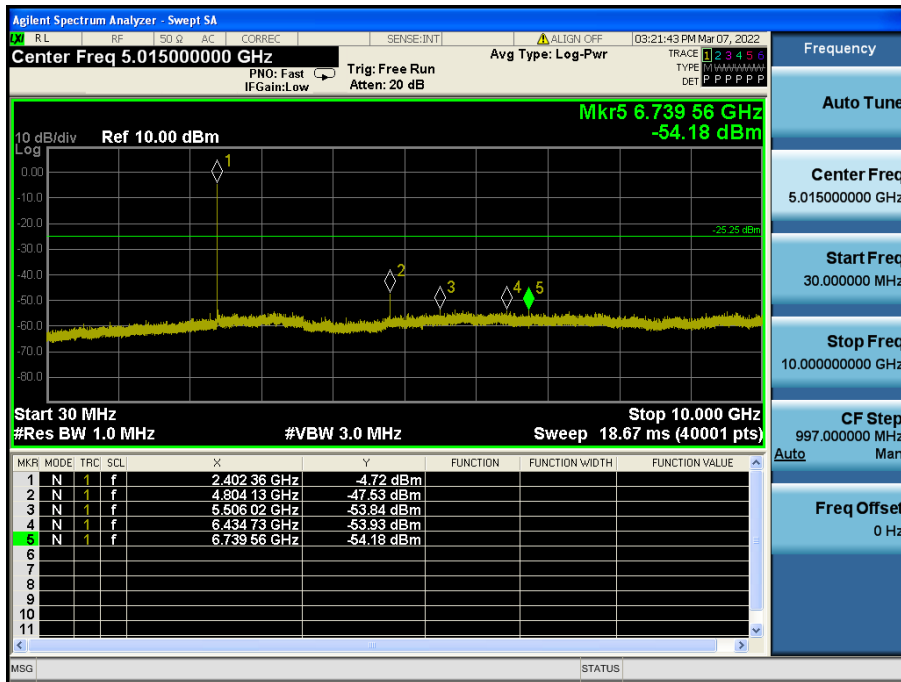 Agilent Spectrum Analyzer - Swept SA
LXI RL RF 50 Ω AC CORREC SENSE:INT ALIGN OFF 03:21:43 PM Mar 07, 2022
Center Freq 5.015000000 GHz
Avg Type: Log-Pwr
TRACE 1 2 3 4 5 6
PNO: Fast Trig: Free Run
TYPE M W W W W W
IFGain:Low Atten: 20 dB
DET P P P P P P
Mkr5 6.739 56 GHz
-54.18 dBm
10 dB/div Ref 10.00 dBm
Log
0.00
-10.0
-20.0
-30.0
-40.0
-50.0
-60.0
-70.0
-80.0
1
2
3
4
5
-25.25 dBm
Start 30 MHz Stop 10.000 GHz
#Res BW 1.0 MHz #VBW 3.0 MHz Sweep 18.67 ms (40001 pts)
MKR MODE TRC SCL X Y FUNCTION FUNCTION WIDTH FUNCTION VALUE
1 N 1 f 2.402 36 GHz -4.72 dBm
2 N 1 f 4.804 13 GHz -47.53 dBm
3 N 1 f 5.506 02 GHz -53.84 dBm
4 N 1 f 6.434 73 GHz -53.93 dBm
5 N 1 f 6.739 56 GHz -54.18 dBm
6
7
8
9
10
11
MSG STATUS
Frequency
Auto Tune
Center Freq
5.015000000 GHz
Start Freq
30.000000 MHz
Stop Freq
10.000000000 GHz
CF Step
997.000000 MHz
Auto Man
Freq Offset
0 Hz